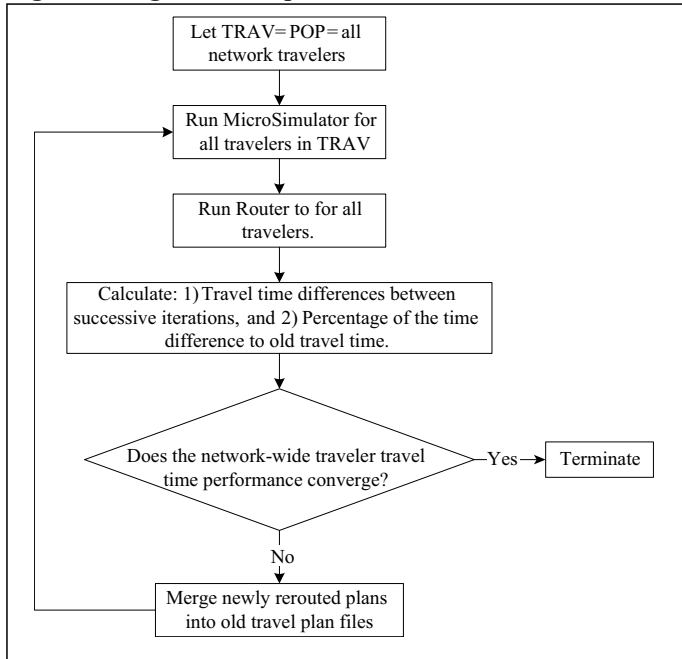 Let TRAV= POP= all
network travelers
Run MicroSimulator for
all travelers in TRAV
Run Router to for all
travelers.
Calculate: 1) Travel time differences between
successive iterations, and 2) Percentage of the time
difference to old travel time.
Does the network-wide traveler travel
time performance converge?
Yes
Terminate
No
Merge newly rerouted plans
into old travel plan files